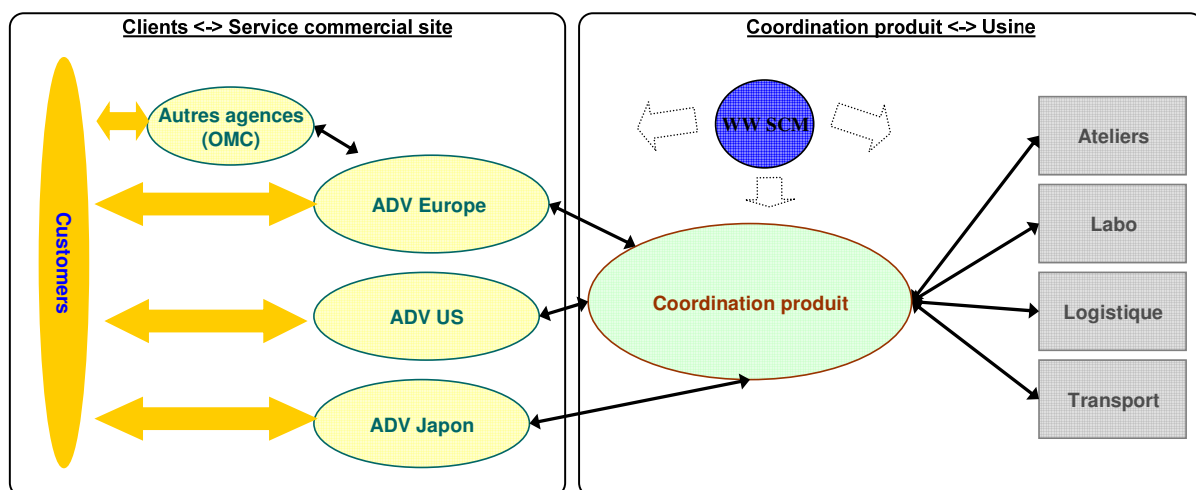 Clients <-> Service commercial site
Coordination produit <-> Usine
Customers
Autres agences
(OMC)
ADV Europe
ADV US
ADV Japon
WW SCM
Coordination produit
Ateliers
Labo
Logistique
Transport